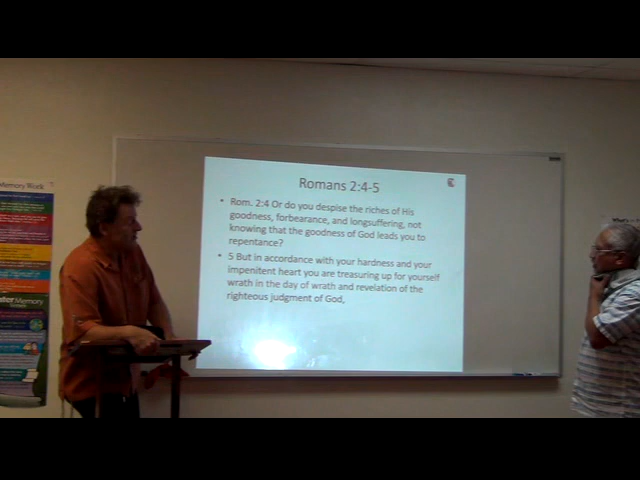 Romans 2:4-5
• Rom. 2:4 Or do you despise the riches of His
goodness, forbearance, and longsuffering, not
knowing that the goodness of God leads you to
repentance?
• 5 But in accordance with your hardness and your
impenitent heart you are treasuring up for yourself
wrath in the day of wrath and revelation of the
righteous judgment of God,
Memory Work
Memory